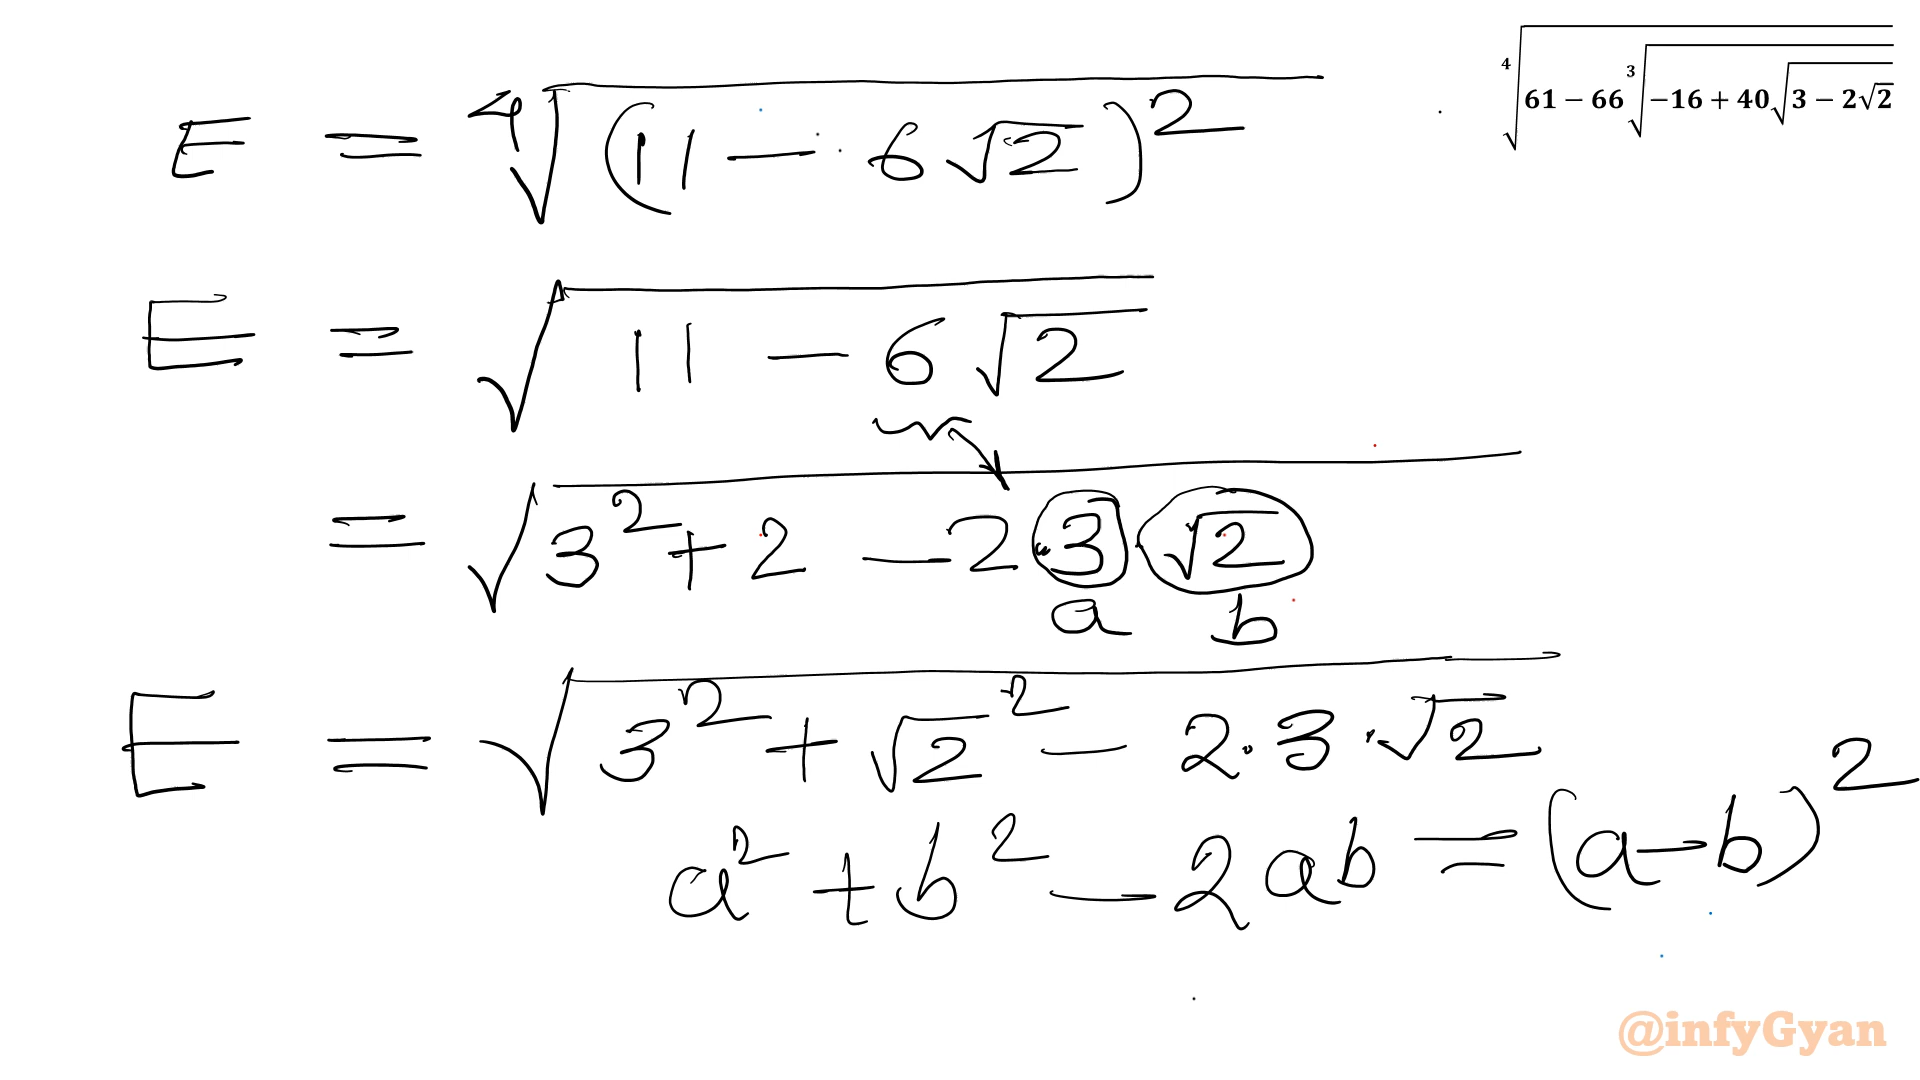 ⁴√(61 − 66 ³√(−16 + 40√(3 − 2√2)))
E = ⁴√((11 − 6√2)²)
E = √(11 − 6√2)
= √(3² + 2 − 2.3.√2)
a b
E = √(3² + √2² − 2.3.√2)
a² + b² − 2ab = (a−b)²
@infyGyan